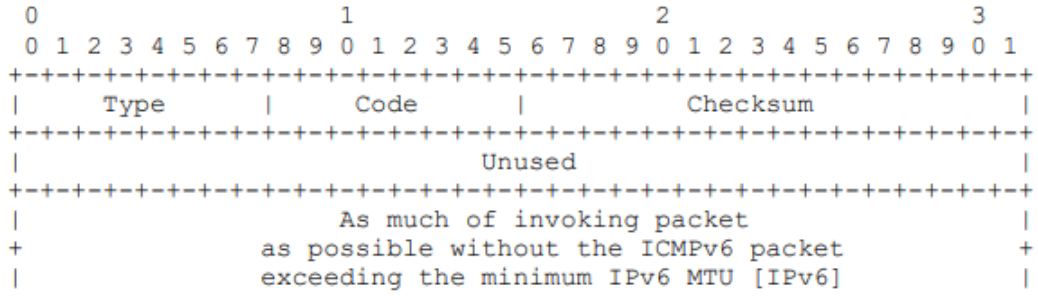 0                   1                   2                   3
 0 1 2 3 4 5 6 7 8 9 0 1 2 3 4 5 6 7 8 9 0 1 2 3 4 5 6 7 8 9 0 1
+-+-+-+-+-+-+-+-+-+-+-+-+-+-+-+-+-+-+-+-+-+-+-+-+-+-+-+-+-+-+-+-+
|     Type      |     Code      |          Checksum             |
+-+-+-+-+-+-+-+-+-+-+-+-+-+-+-+-+-+-+-+-+-+-+-+-+-+-+-+-+-+-+-+-+
|                             Unused                            |
+-+-+-+-+-+-+-+-+-+-+-+-+-+-+-+-+-+-+-+-+-+-+-+-+-+-+-+-+-+-+-+-+
|                    As much of invoking packet                 |
+               as possible without the ICMPv6 packet           +
|               exceeding the minimum IPv6 MTU [IPv6]           |